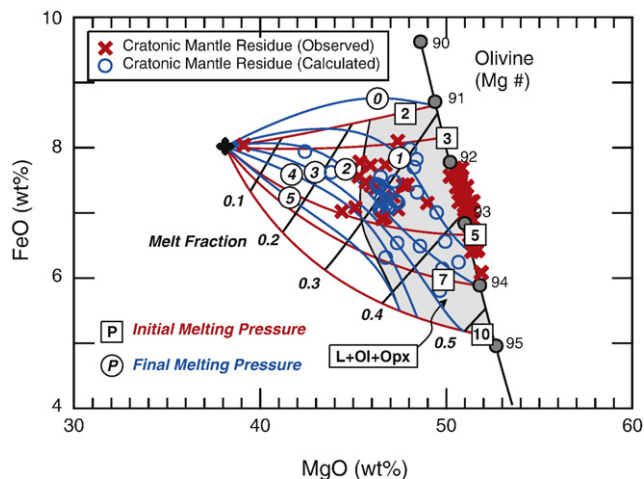 10
Cratonic Mantle Residue (Observed)
Cratonic Mantle Residue (Calculated)
90
Olivine
(Mg #)
0
91
2
8
3
1
92
4 3 2
5
0.1
93
FeO (wt%)
Melt Fraction
0.2
5
6
0.3
7
94
P Initial Melting Pressure
0.4
10
P Final Melting Pressure
0.5
95
L+Ol+Opx
4
30 40 50 60
MgO (wt%)